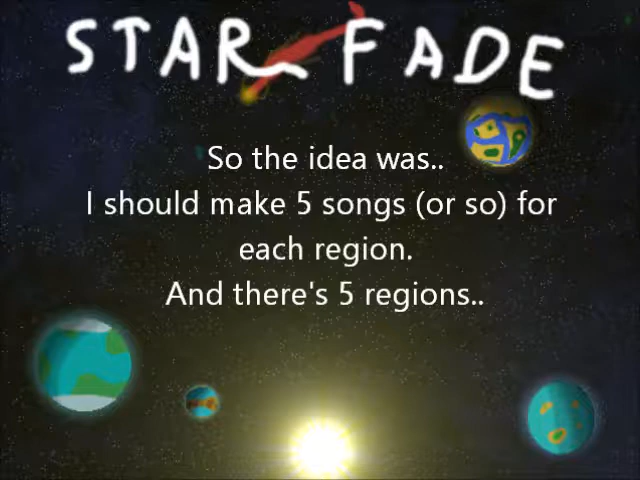 STAR FADE
So the idea was..
I should make 5 songs (or so) for
each region.
And there's 5 regions..